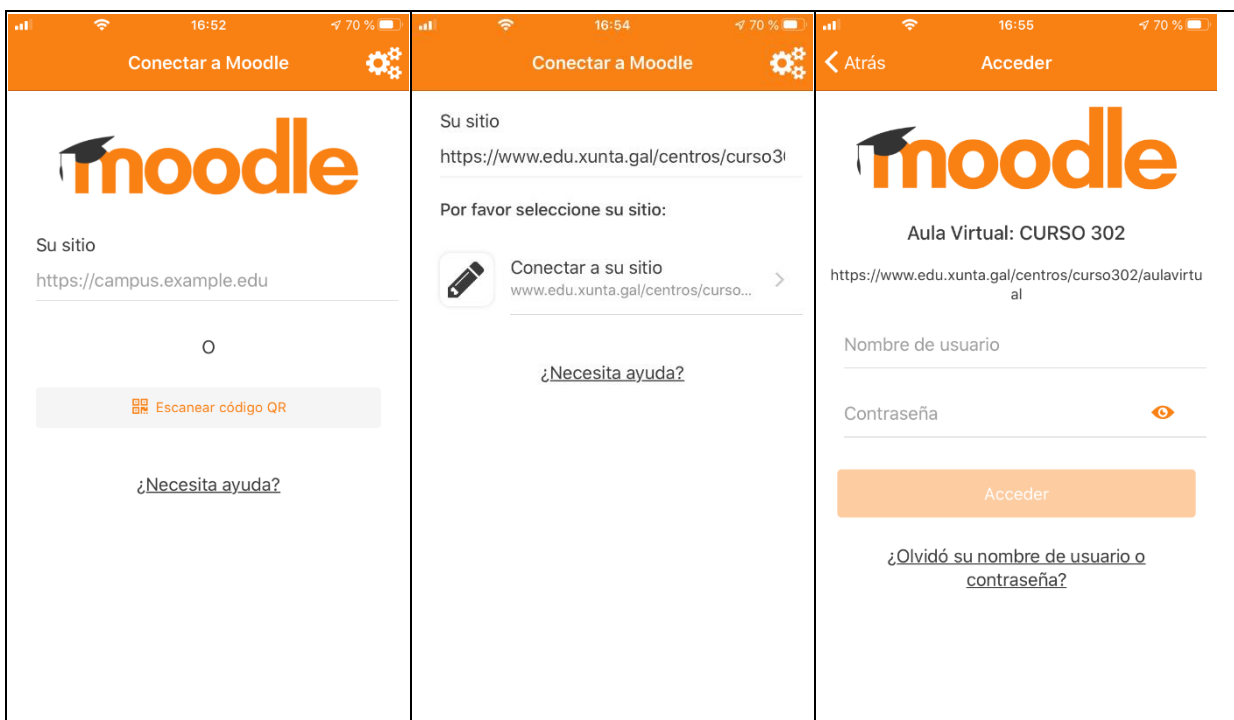 16:52
70 %
Conectar a Moodle
moodle
Su sitio
https://campus.example.edu
O
Escanear código QR
¿Necesita ayuda?
16:54
70 %
Conectar a Moodle
Su sitio
https://www.edu.xunta.gal/centros/curso3
Por favor seleccione su sitio:
Conectar a su sitio
www.edu.xunta.gal/centros/curso...
¿Necesita ayuda?
16:55
70 %
Atrás
Acceder
moodle
Aula Virtual: CURSO 302
https://www.edu.xunta.gal/centros/curso302/aulavirtu
al
Nombre de usuario
Contraseña
Acceder
¿Olvidó su nombre de usuario o
contraseña?